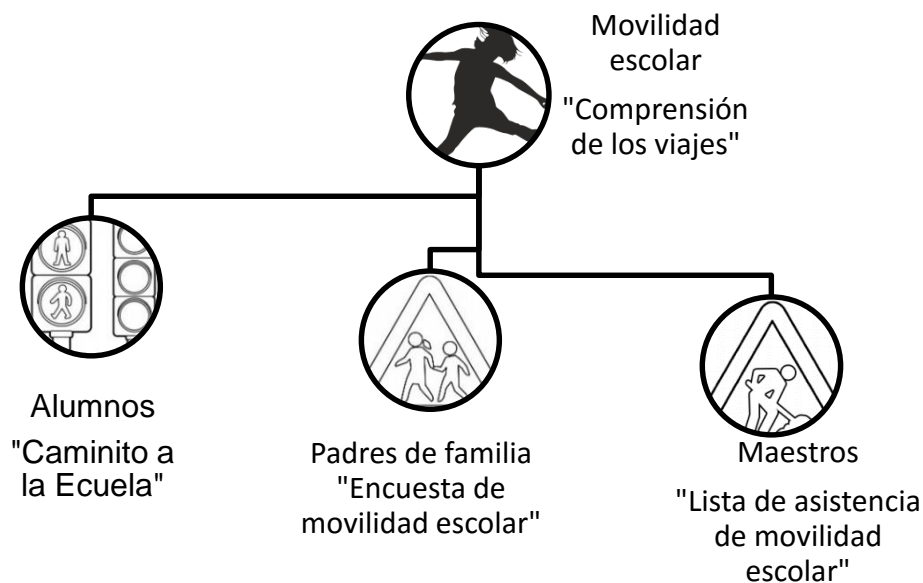 Movilidad
escolar
"Comprensión
de los viajes"
Alumnos
"Caminito a
la Ecuela"
Padres de familia
"Encuesta de
movilidad escolar"
Maestros
"Lista de asistencia
de movilidad
escolar"